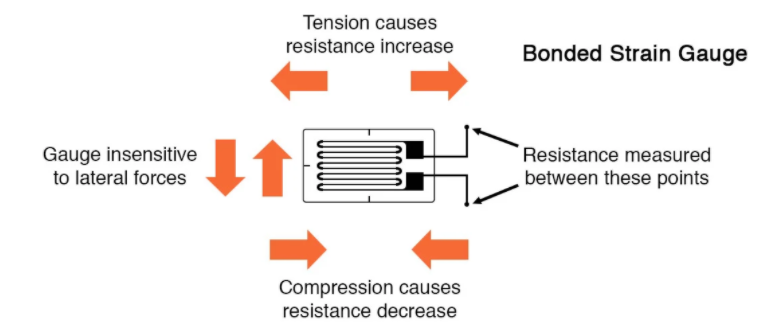 Tension causes
resistance increase
Bonded Strain Gauge
Gauge insensitive
to lateral forces
Resistance measured
between these points
Compression causes
resistance decrease